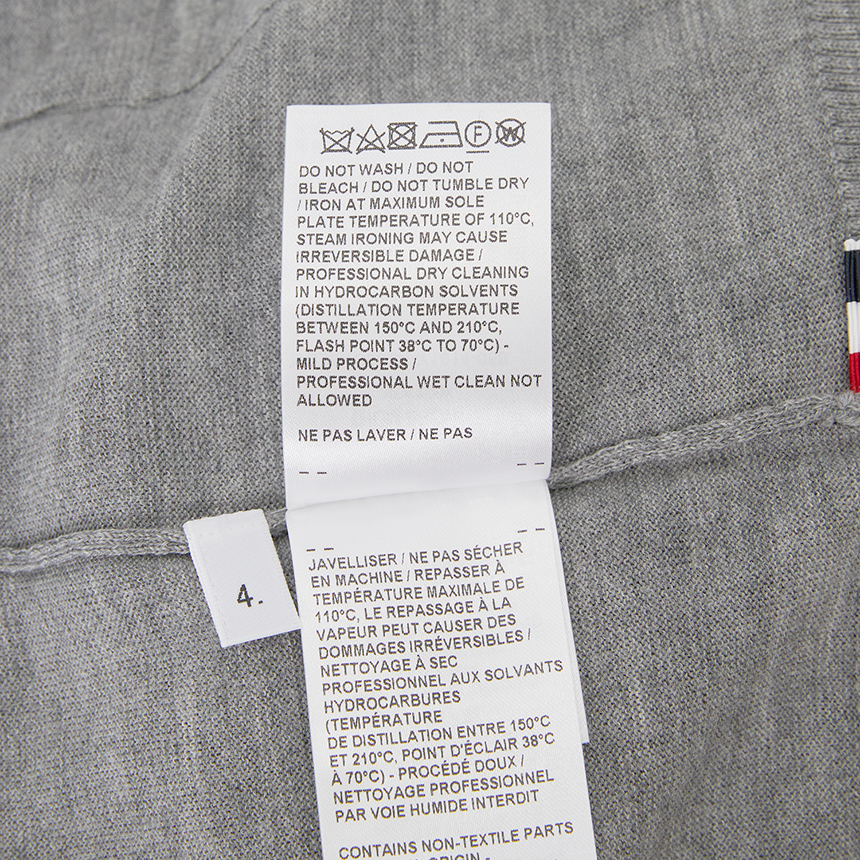 F W
DO NOT WASH / DO NOT
BLEACH / DO NOT TUMBLE DRY
/ IRON AT MAXIMUM SOLE
PLATE TEMPERATURE OF 110°C,
STEAM IRONING MAY CAUSE
IRREVERSIBLE DAMAGE /
PROFESSIONAL DRY CLEANING
IN HYDROCARBON SOLVENTS
(DISTILLATION TEMPERATURE
BETWEEN 150°C AND 210°C,
FLASH POINT 38°C TO 70°C) -
MILD PROCESS /
PROFESSIONAL WET CLEAN NOT
ALLOWED
NE PAS LAVER / NE PAS
JAVELLISER / NE PAS SÉCHER
EN MACHINE / REPASSER À
TEMPÉRATURE MAXIMALE DE
110°C, LE REPASSAGE À LA
VAPEUR PEUT CAUSER DES
DOMMAGES IRRÉVERSIBLES /
NETTOYAGE À SEC
PROFESSIONNEL AUX SOLVANTS
HYDROCARBURES
(TEMPÉRATURE
DE DISTILLATION ENTRE 150°C
ET 210°C, POINT D'ÉCLAIR 38°C
À 70°C) - PROCÉDÉ DOUX /
NETTOYAGE PROFESSIONNEL
PAR VOIE HUMIDE INTERDIT
CONTAINS NON-TEXTILE PARTS
ORIGIN -
4.